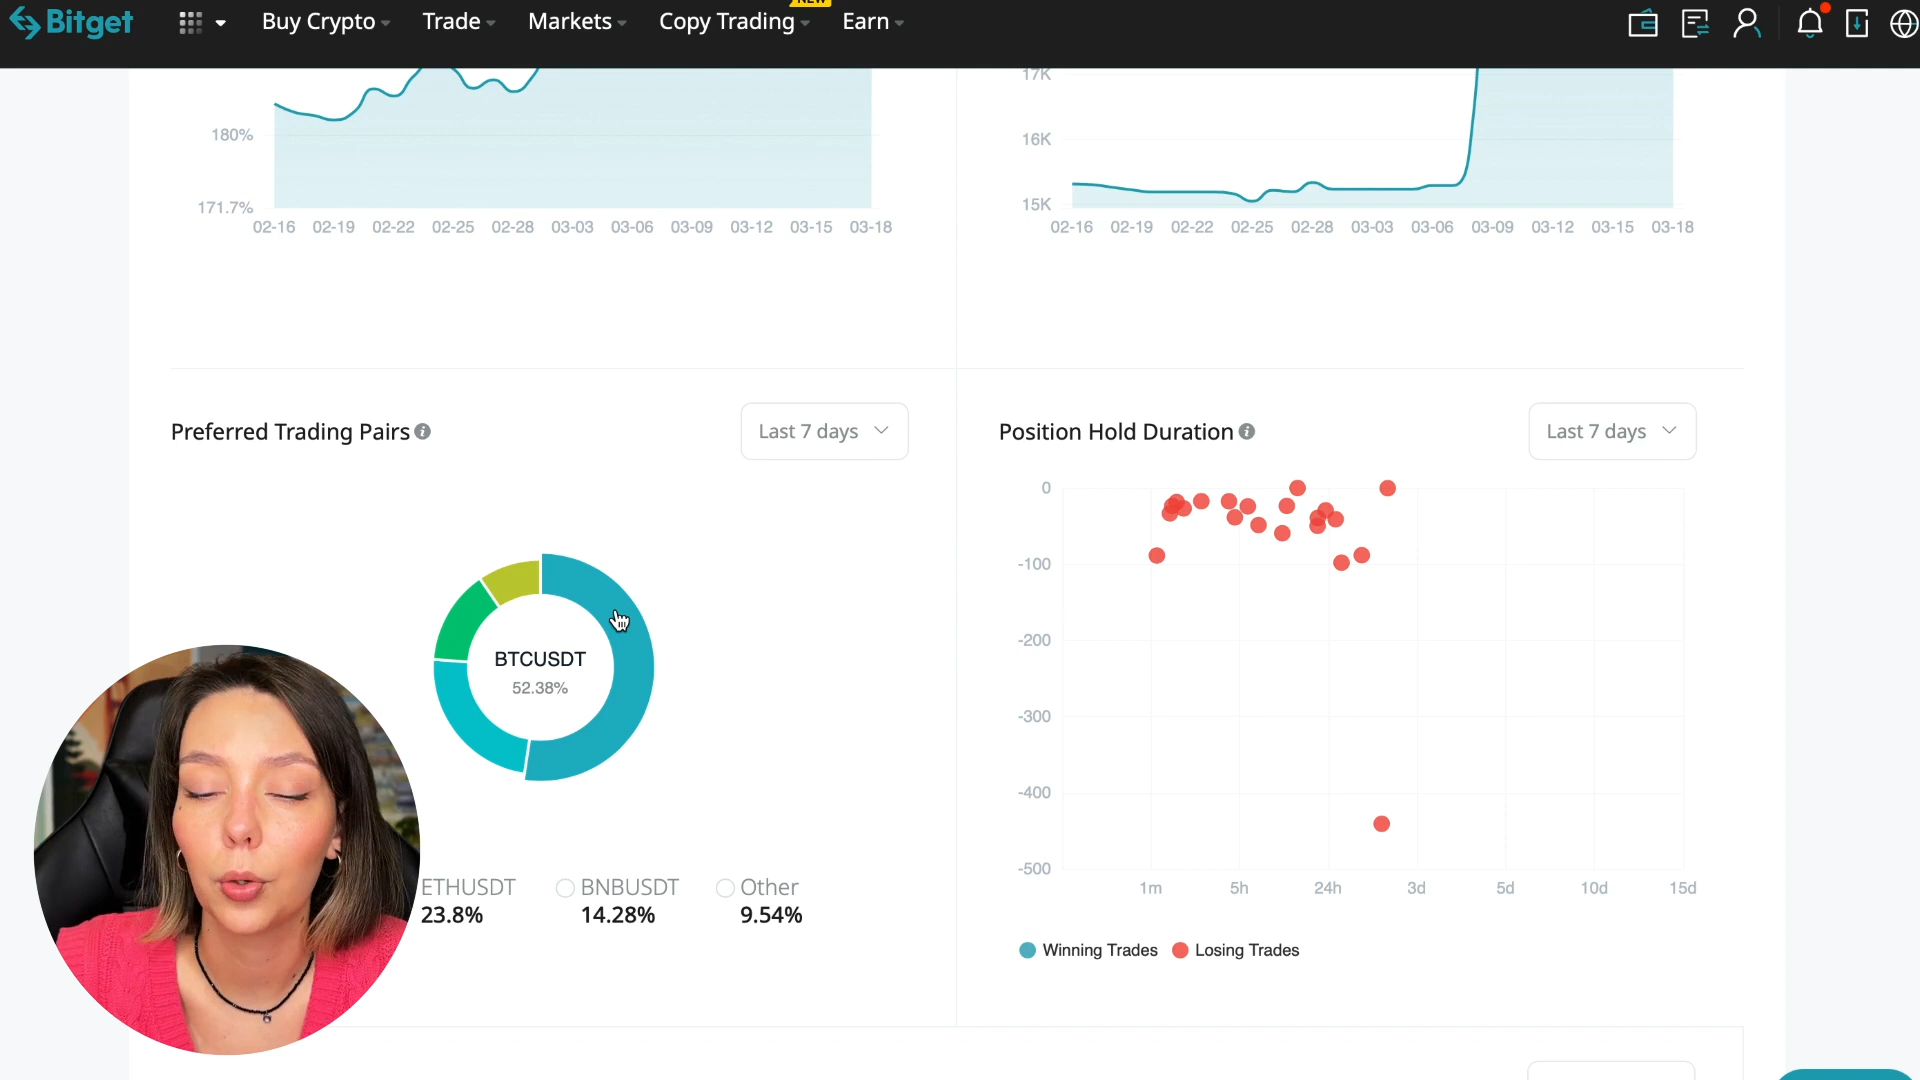 Bitget
Buy Crypto Trade Markets Copy Trading NEW Earn
180%
171.7%
02-16 02-19 02-22 02-25 02-28 03-03 03-06 03-09 03-12 03-15 03-18
17K
16K
15K
02-16 02-19 02-22 02-25 02-28 03-03 03-06 03-09 03-12 03-15 03-18
Preferred Trading Pairs
Last 7 days
BTCUSDT
52.38%
ETHUSDT
23.8%
BNBUSDT
14.28%
Other
9.54%
Position Hold Duration
Last 7 days
0
-100
-200
-300
-400
-500
1m 5h 24h 3d 5d 10d 15d
Winning Trades Losing Trades